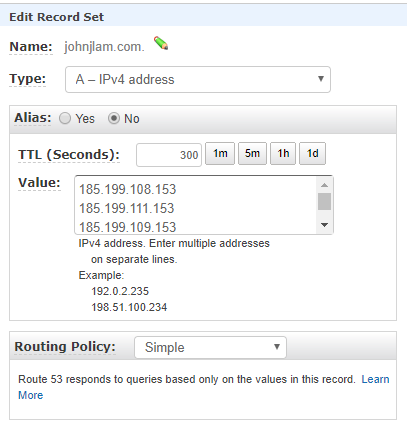 Edit Record Set
Name: johnjlam.com.
Type: A – IPv4 address
Alias: Yes No
TTL (Seconds): 300 1m 5m 1h 1d
Value: 185.199.108.153
185.199.111.153
185.199.109.153
IPv4 address. Enter multiple addresses
on separate lines.
Example:
192.0.2.235
198.51.100.234
Routing Policy: Simple
Route 53 responds to queries based only on the values in this record. Learn
More